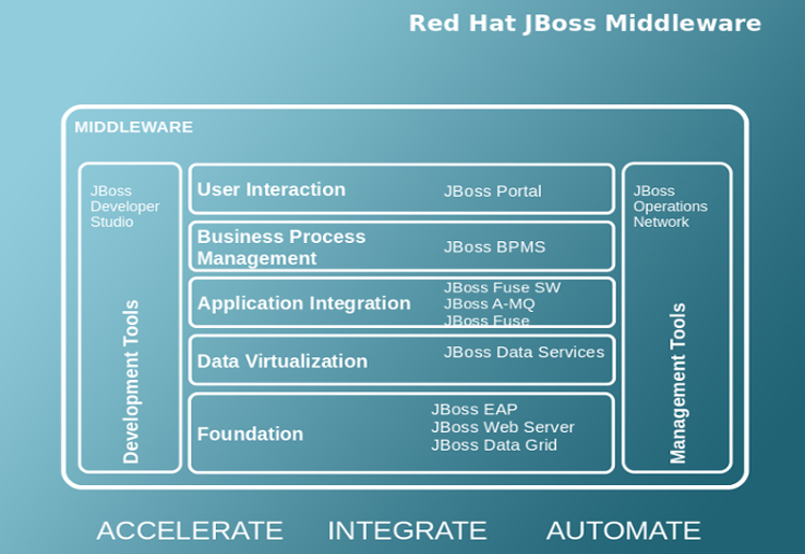 Red Hat JBoss Middleware
MIDDLEWARE
JBoss
Developer
Studio
Development Tools
User Interaction
JBoss Portal
Business Process
Management
JBoss BPMS
Application Integration
JBoss Fuse SW
JBoss A-MQ
JBoss Fuse
Data Virtualization
JBoss Data Services
Foundation
JBoss EAP
JBoss Web Server
JBoss Data Grid
JBoss
Operations
Network
Management Tools
ACCELERATE INTEGRATE AUTOMATE